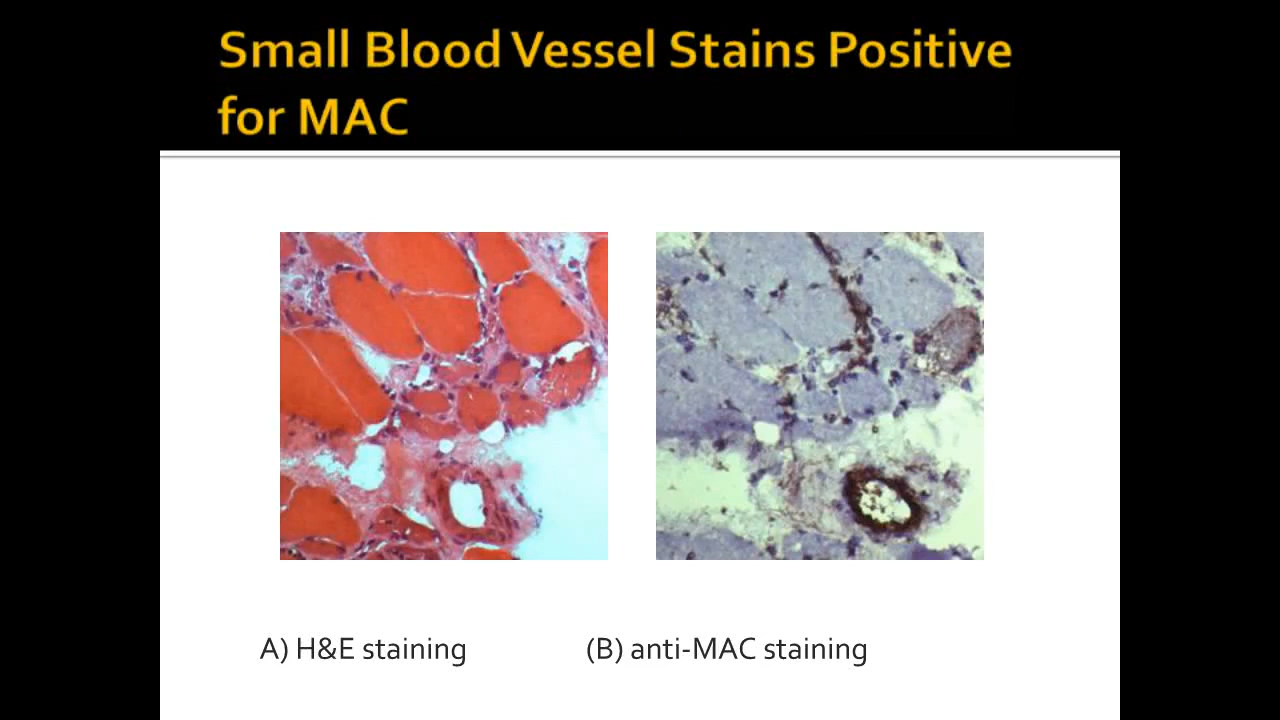 Small Blood Vessel Stains Positive
for MAC
A) H&E staining
(B) anti-MAC staining